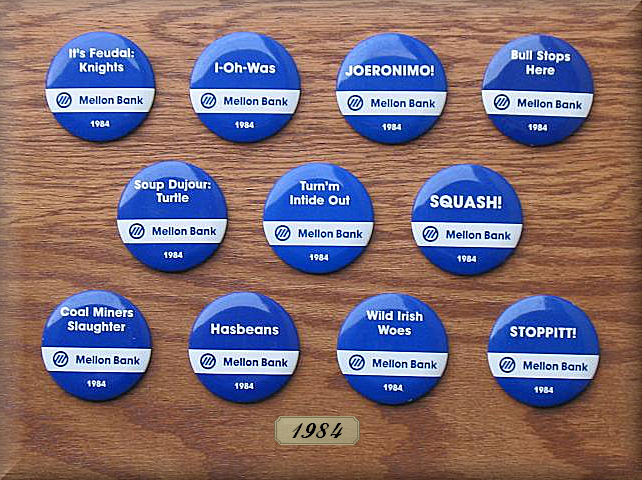 It's Feudal:
Knights
Mellon Bank
1984
I-Oh-Was
Mellon Bank
1984
JOERONIMO!
Mellon Bank
1984
Bull Stops
Here
Mellon Bank
1984
Soup Dujour:
Turtle
Mellon Bank
1984
Turn'm
Intide Out
Mellon Bank
1984
SQUASH!
Mellon Bank
1984
Coal Miners
Slaughter
Mellon Bank
1984
Hasbeans
Mellon Bank
1984
Wild Irish
Woes
Mellon Bank
1984
STOPPITT!
Mellon Bank
1984
1984